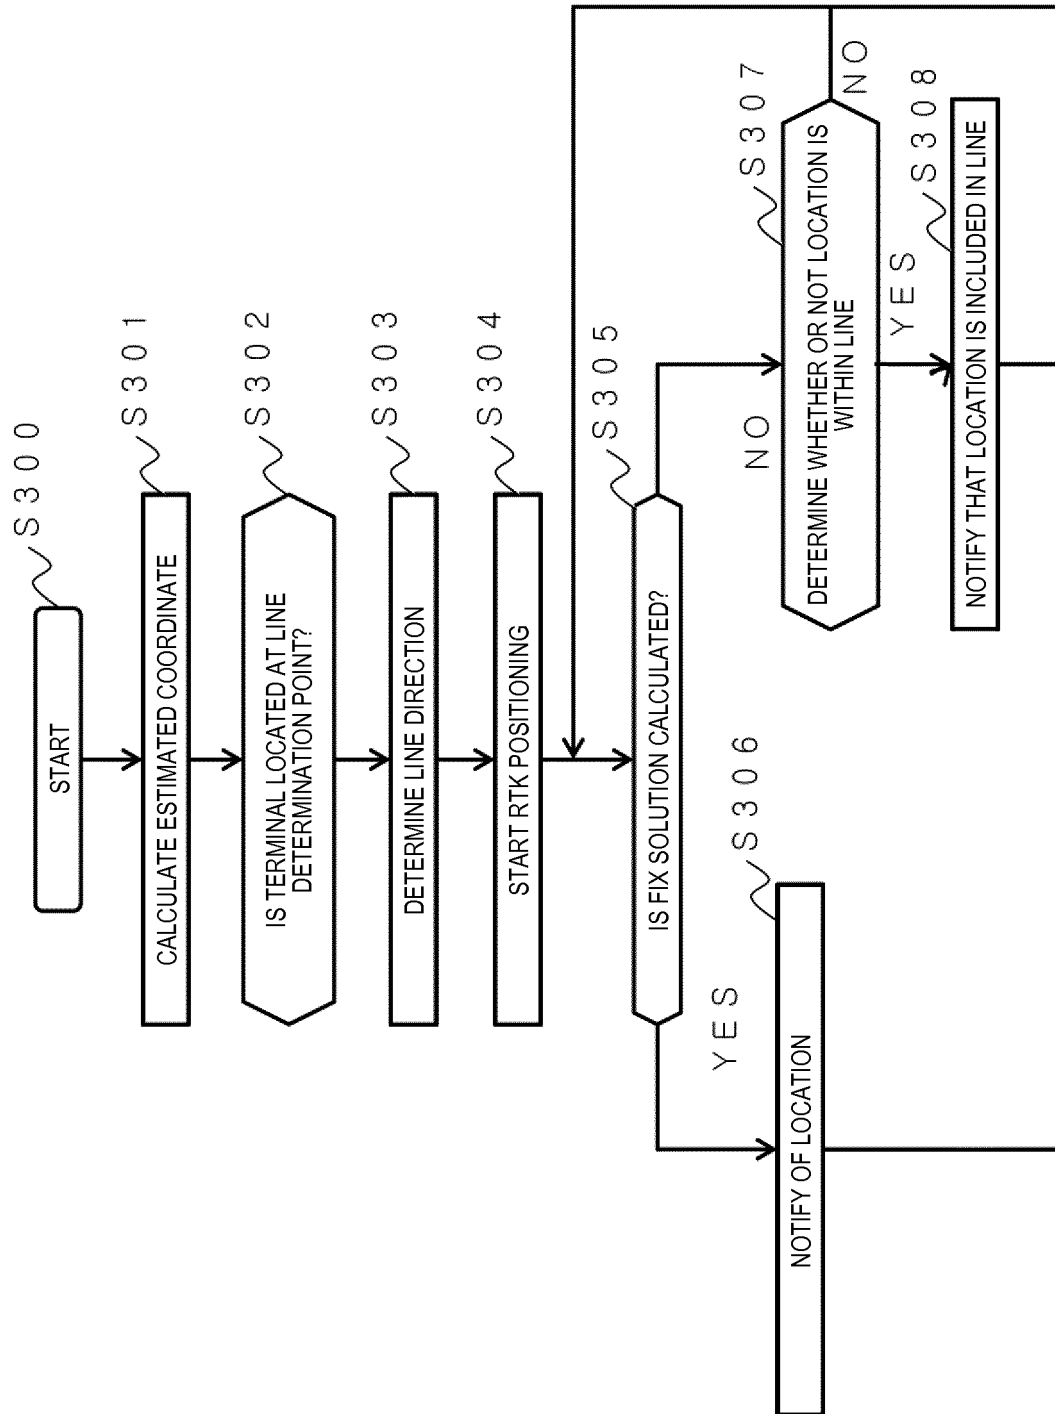 S300
START
S301
CALCULATE ESTIMATED COORDINATE
S302
IS TERMINAL LOCATED AT LINE
DETERMINATION POINT?
S303
DETERMINE LINE DIRECTION
S304
START RTK POSITIONING
S305
IS FIX SOLUTION CALCULATED?
YES
NO
S306
NOTIFY OF LOCATION
S307
DETERMINE WHETHER OR NOT LOCATION IS
WITHIN LINE
NO
YES
S308
NOTIFY THAT LOCATION IS INCLUDED IN LINE